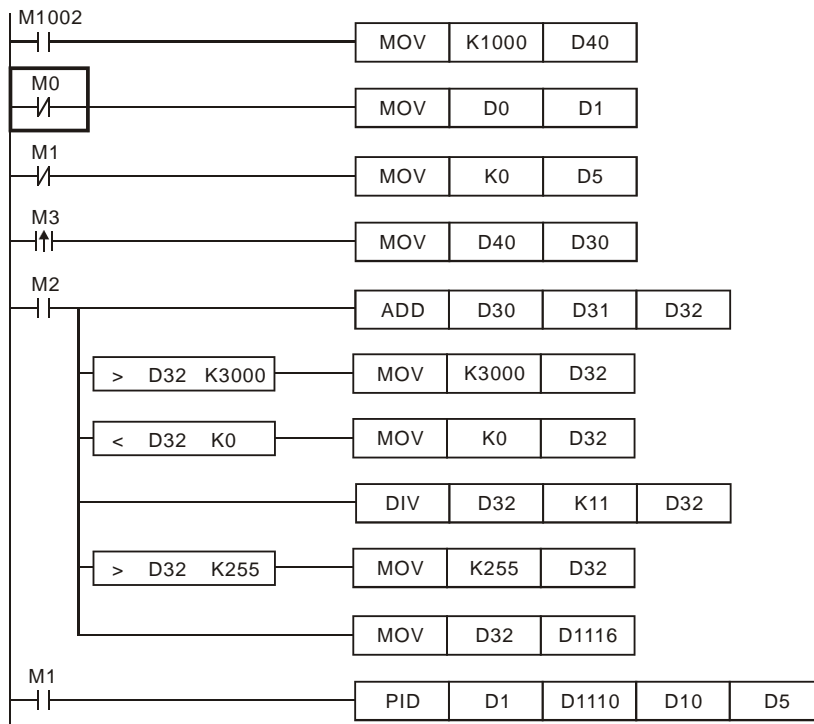 M1002
MOV K1000 D40
M0
MOV D0 D1
M1
MOV K0 D5
M3
MOV D40 D30
M2
ADD D30 D31 D32
> D32 K3000 MOV K3000 D32
< D32 K0 MOV K0 D32
DIV D32 K11 D32
> D32 K255 MOV K255 D32
MOV D32 D1116
M1
PID D1 D1110 D10 D5